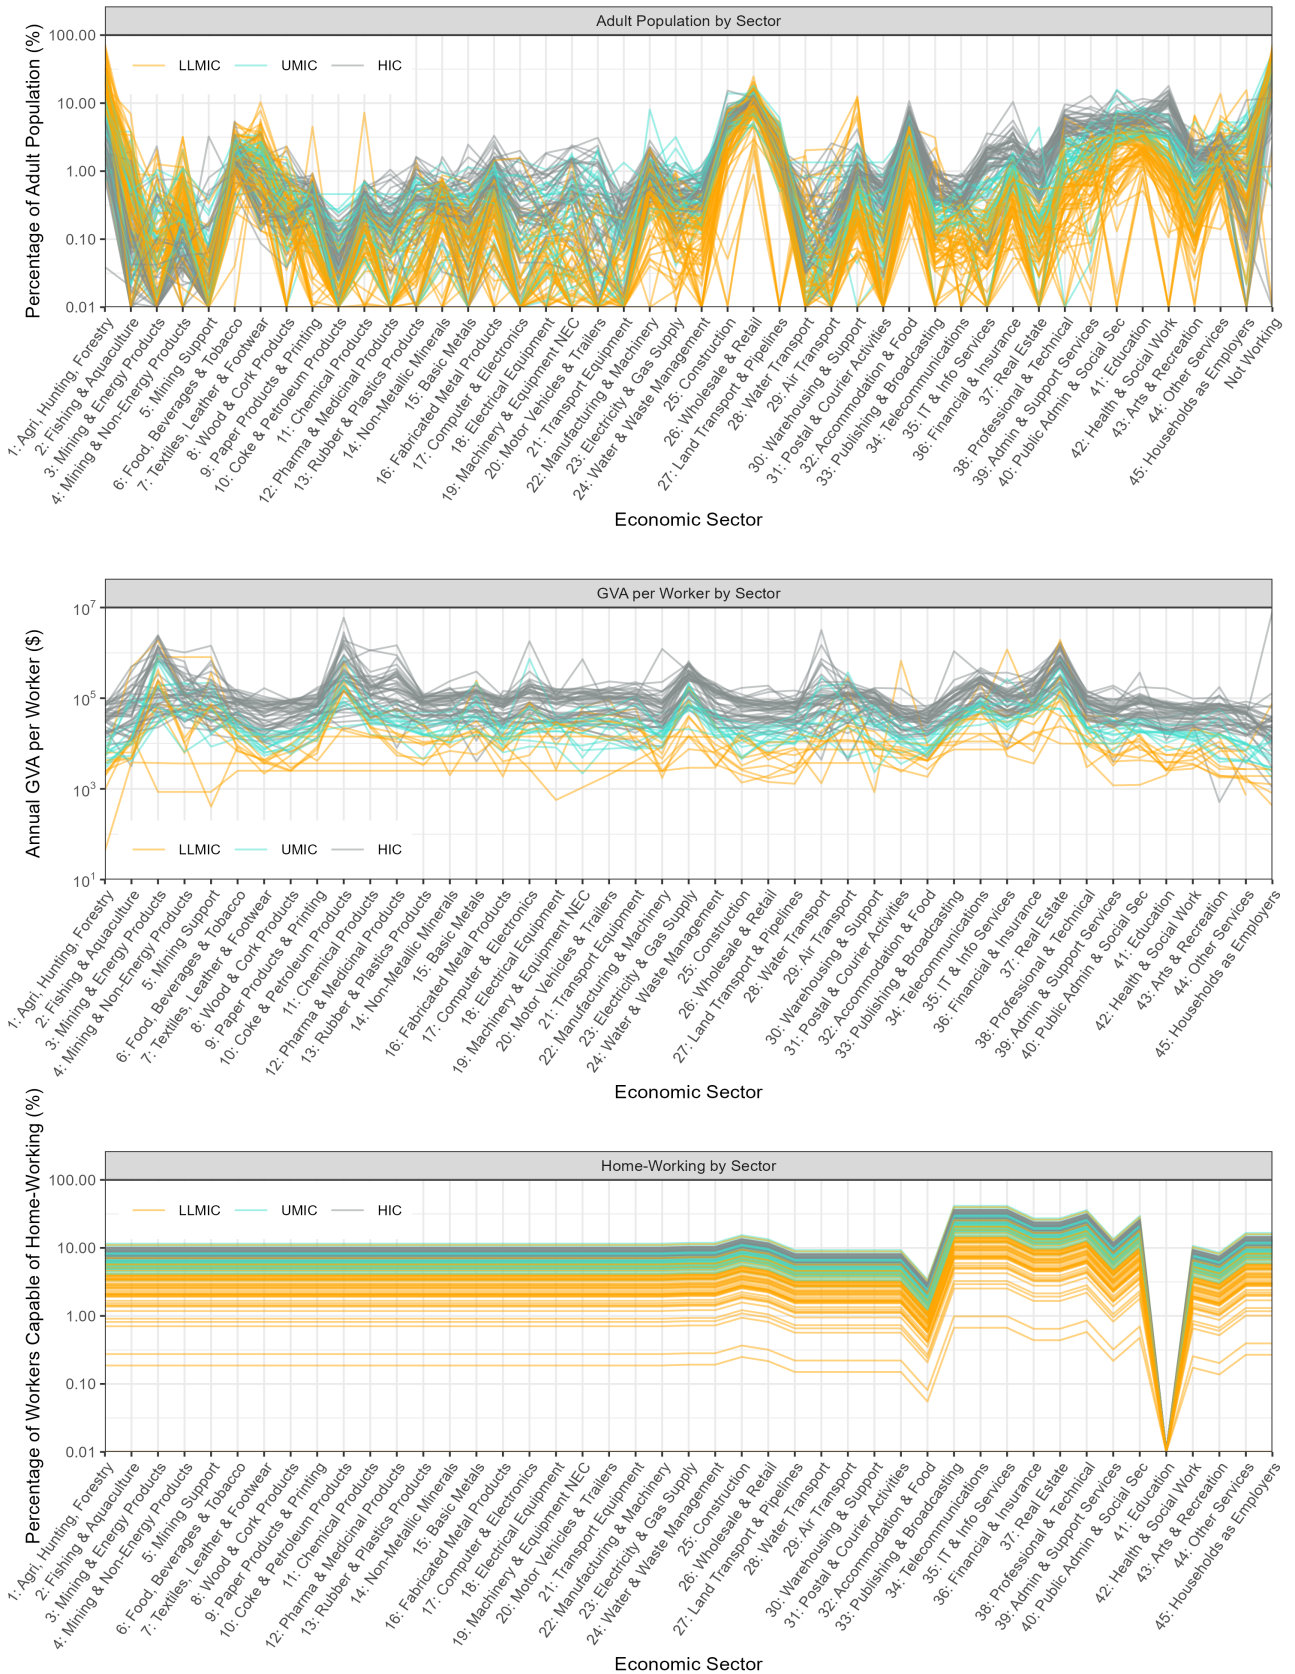 Adult Population by Sector
Percentage of Adult Population (%)
100.00
10.00
1.00
0.10
0.01
LLMIC
UMIC
HIC
1: Agri, Hunting, Forestry
2: Fishing & Aquaculture
3: Mining & Energy Products
4: Mining & Non-Energy Products
5: Mining Support
6: Food, Beverages & Tobacco
7: Textiles, Leather & Footwear
8: Wood & Cork Products
9: Paper Products & Printing
10: Coke & Petroleum Products
11: Chemical Products
12: Pharma & Medicinal Products
13: Rubber & Plastics Products
14: Non-Metallic Minerals
15: Basic Metals
16: Fabricated Metal Products
17: Computer & Electronics
18: Electrical Equipment
19: Machinery & Equipment NEC
20: Motor Vehicles & Trailers
21: Transport Equipment
22: Manufacturing & Machinery
23: Electricity & Gas Supply
24: Water & Waste Management
25: Construction
26: Wholesale & Retail
27: Land Transport & Pipelines
28: Water Transport
29: Air Transport
30: Warehousing & Support
31: Postal & Courier Activities
32: Accommodation & Food
33: Publishing & Broadcasting
34: Telecommunications
35: IT & Info Services
36: Financial & Insurance
37: Real Estate
38: Professional & Technical
39: Admin & Support Services
40: Public Admin & Social Sec
41: Education
42: Health & Social Work
43: Arts & Recreation
44: Other Services
45: Households as Employers
Not Working
Economic Sector
GVA per Worker by Sector
Annual GVA per Worker ($)
10⁷
10⁵
10³
10¹
LLMIC
UMIC
HIC
1: Agri, Hunting, Forestry
2: Fishing & Aquaculture
3: Mining & Energy Products
4: Mining & Non-Energy Products
5: Mining Support
6: Food, Beverages & Tobacco
7: Textiles, Leather & Footwear
8: Wood & Cork Products
9: Paper Products & Printing
10: Coke & Petroleum Products
11: Chemical Products
12: Pharma & Medicinal Products
13: Rubber & Plastics Products
14: Non-Metallic Minerals
15: Basic Metals
16: Fabricated Metal Products
17: Computer & Electronics
18: Electrical Equipment
19: Machinery & Equipment NEC
20: Motor Vehicles & Trailers
21: Transport Equipment
22: Manufacturing & Machinery
23: Electricity & Gas Supply
24: Water & Waste Management
25: Construction
26: Wholesale & Retail
27: Land Transport & Pipelines
28: Water Transport
29: Air Transport
30: Warehousing & Support
31: Postal & Courier Activities
32: Accommodation & Food
33: Publishing & Broadcasting
34: Telecommunications
35: IT & Info Services
36: Financial & Insurance
37: Real Estate
38: Professional & Technical
39: Admin & Support Services
40: Public Admin & Social Sec
41: Education
42: Health & Social Work
43: Arts & Recreation
44: Other Services
45: Households as Employers
Economic Sector
Home-Working by Sector
Percentage of Workers Capable of Home-Working (%)
100.00
10.00
1.00
0.10
0.01
LLMIC
UMIC
HIC
1: Agri, Hunting, Forestry
2: Fishing & Aquaculture
3: Mining & Energy Products
4: Mining & Non-Energy Products
5: Mining Support
6: Food, Beverages & Tobacco
7: Textiles, Leather & Footwear
8: Wood & Cork Products
9: Paper Products & Printing
10: Coke & Petroleum Products
11: Chemical Products
12: Pharma & Medicinal Products
13: Rubber & Plastics Products
14: Non-Metallic Minerals
15: Basic Metals
16: Fabricated Metal Products
17: Computer & Electronics
18: Electrical Equipment
19: Machinery & Equipment NEC
20: Motor Vehicles & Trailers
21: Transport Equipment
22: Manufacturing & Machinery
23: Electricity & Gas Supply
24: Water & Waste Management
25: Construction
26: Wholesale & Retail
27: Land Transport & Pipelines
28: Water Transport
29: Air Transport
30: Warehousing & Support
31: Postal & Courier Activities
32: Accommodation & Food
33: Publishing & Broadcasting
34: Telecommunications
35: IT & Info Services
36: Financial & Insurance
37: Real Estate
38: Professional & Technical
39: Admin & Support Services
40: Public Admin & Social Sec
41: Education
42: Health & Social Work
43: Arts & Recreation
44: Other Services
45: Households as Employers
Economic Sector